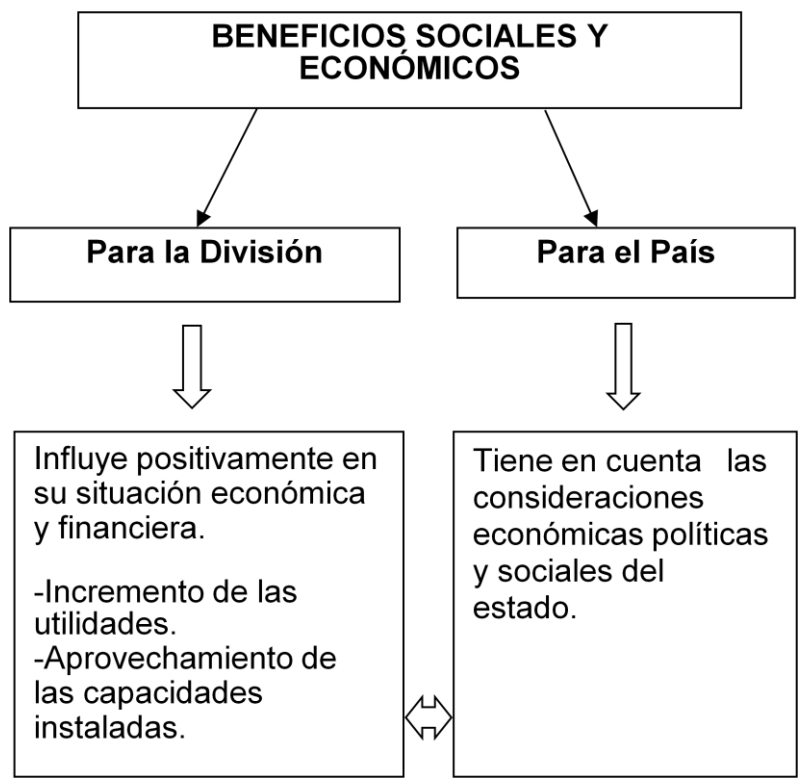 BENEFICIOS SOCIALES Y
ECONÓMICOS
Para la División
Para el País
Influye positivamente en
su situación económica
y financiera.
-Incremento de las
utilidades.
-Aprovechamiento de
las capacidades
instaladas.
Tiene en cuenta las
consideraciones
económicas políticas
y sociales del
estado.